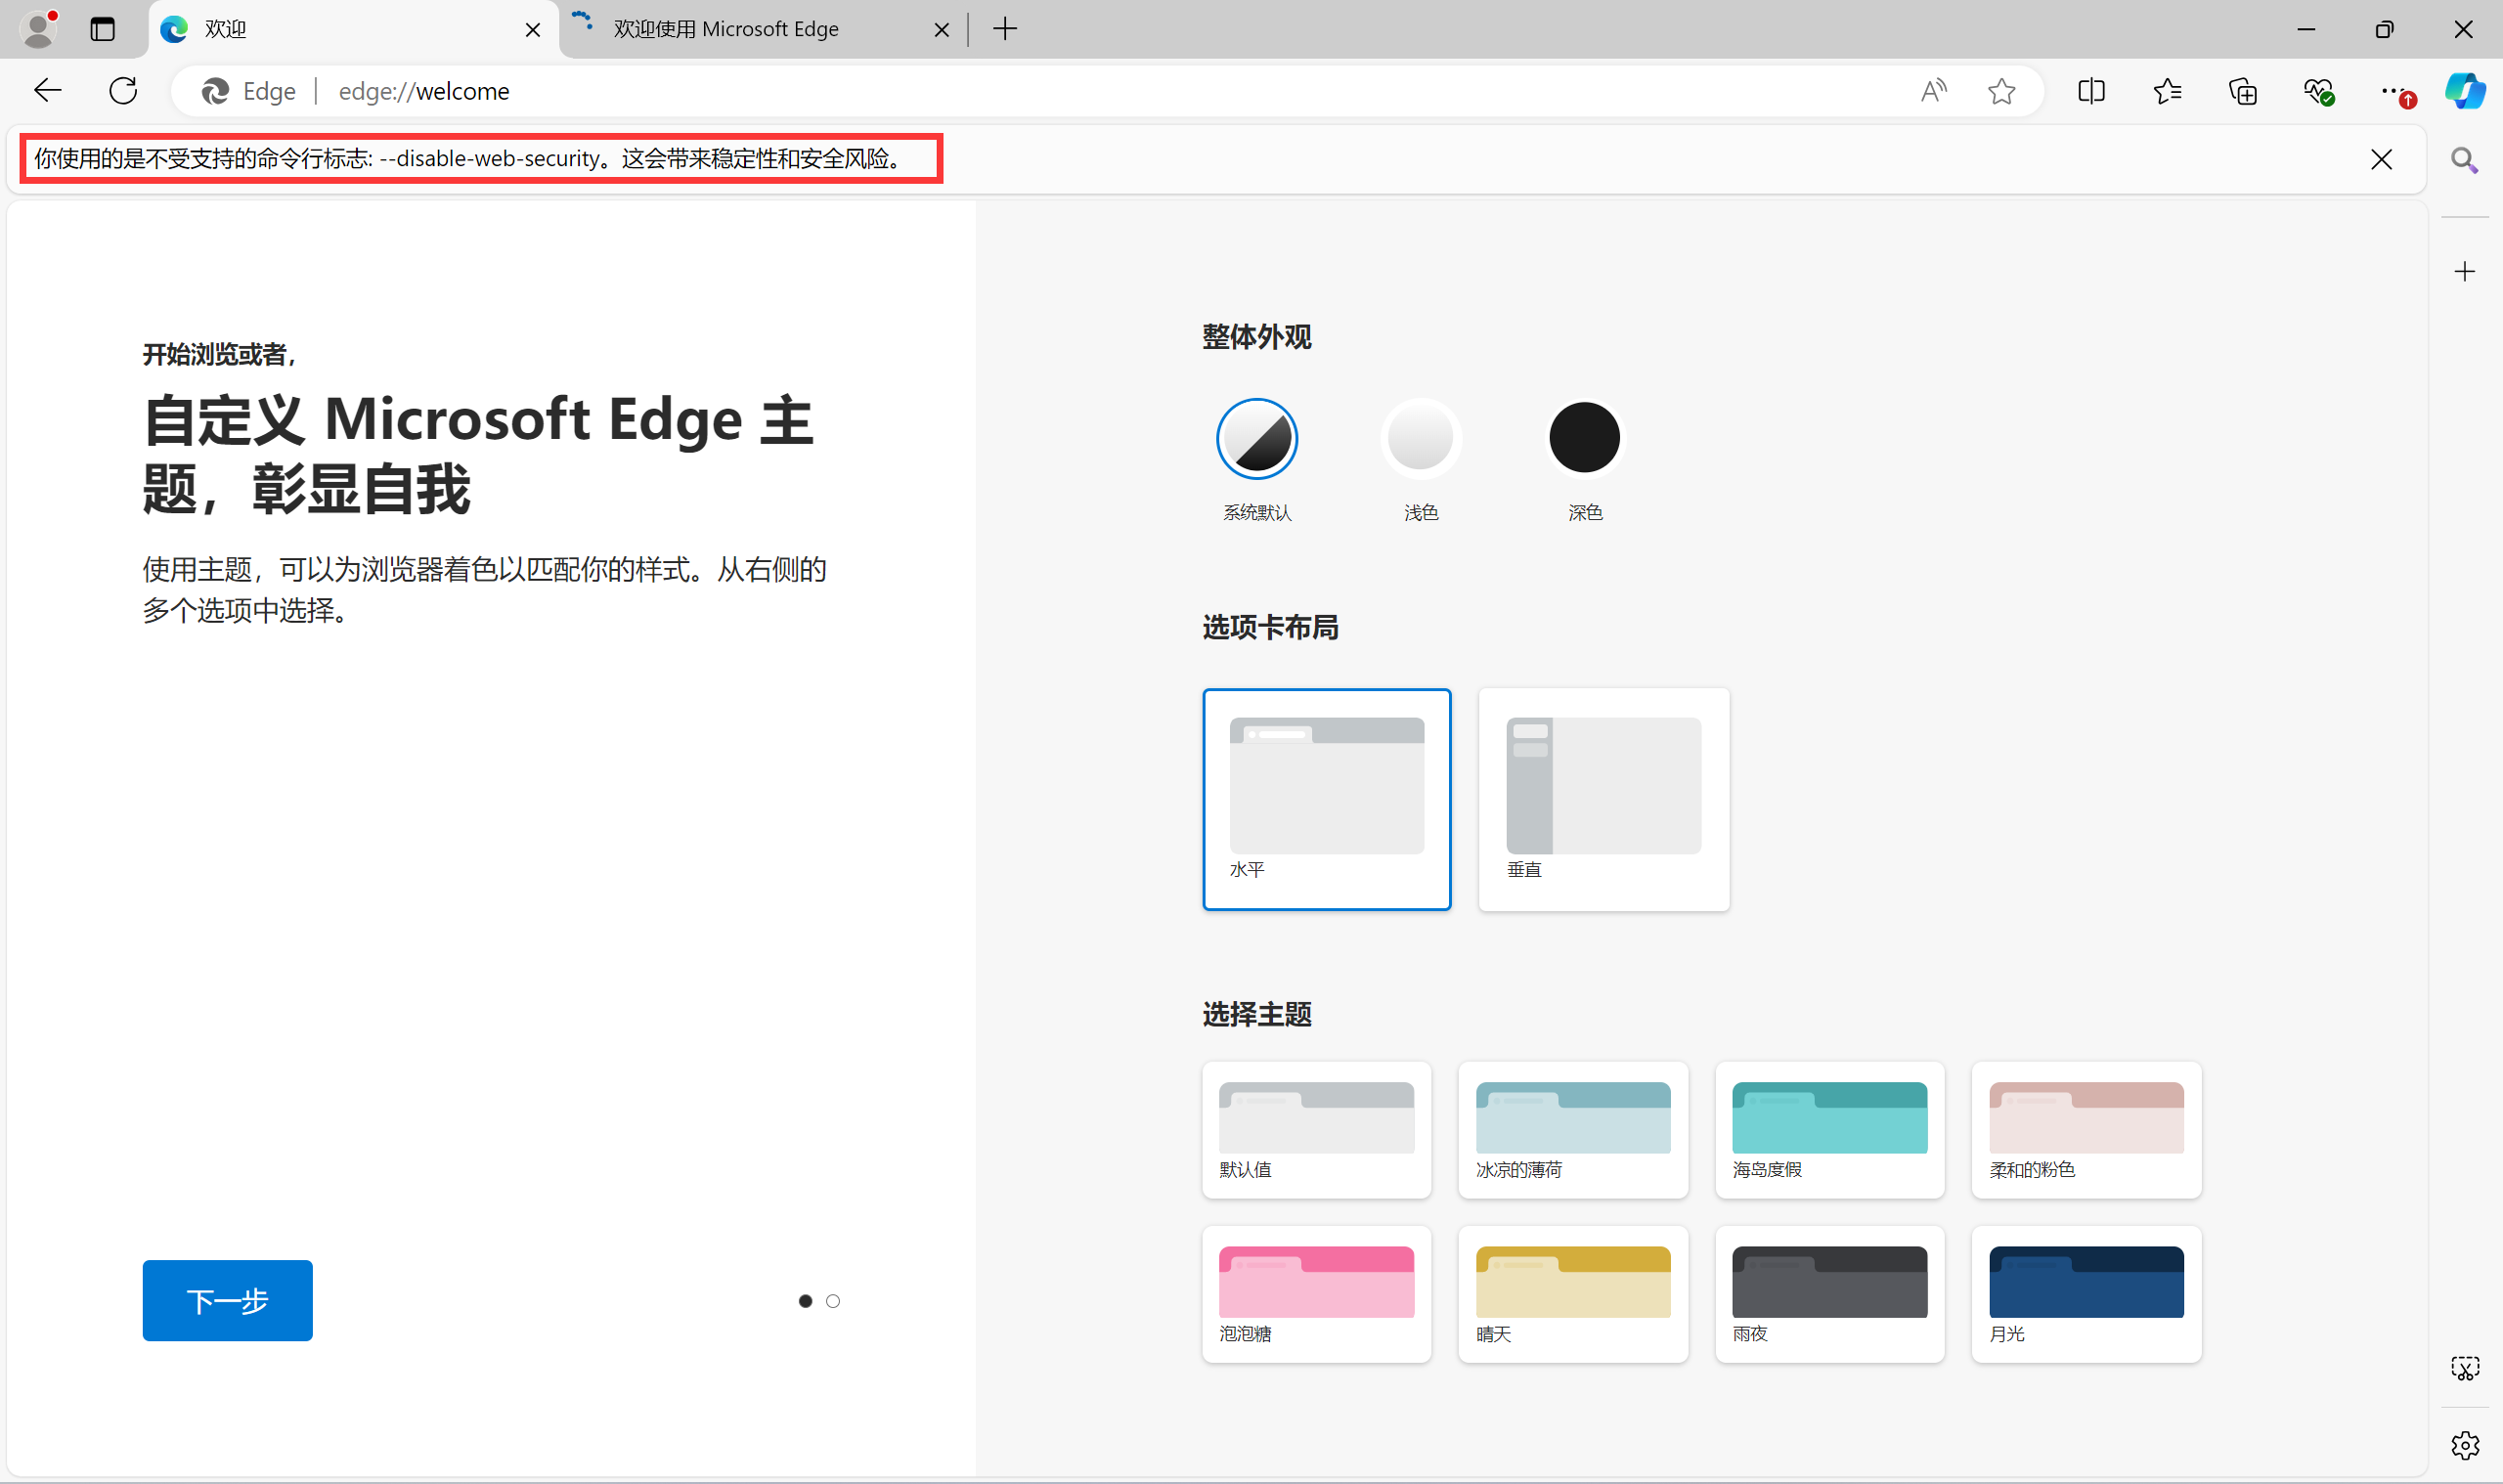 欢迎
欢迎使用 Microsoft Edge
Edge
edge://welcome
你使用的是不受支持的命令行标志: --disable-web-security。这会带来稳定性和安全风险。
开始浏览或者，
自定义 Microsoft Edge 主
题，彰显自我
使用主题，可以为浏览器着色以匹配你的样式。从右侧的
多个选项中选择。
下一步
整体外观
系统默认
浅色
深色
选项卡布局
水平
垂直
选择主题
默认值
冰凉的薄荷
海岛度假
柔和的粉色
泡泡糖
晴天
雨夜
月光